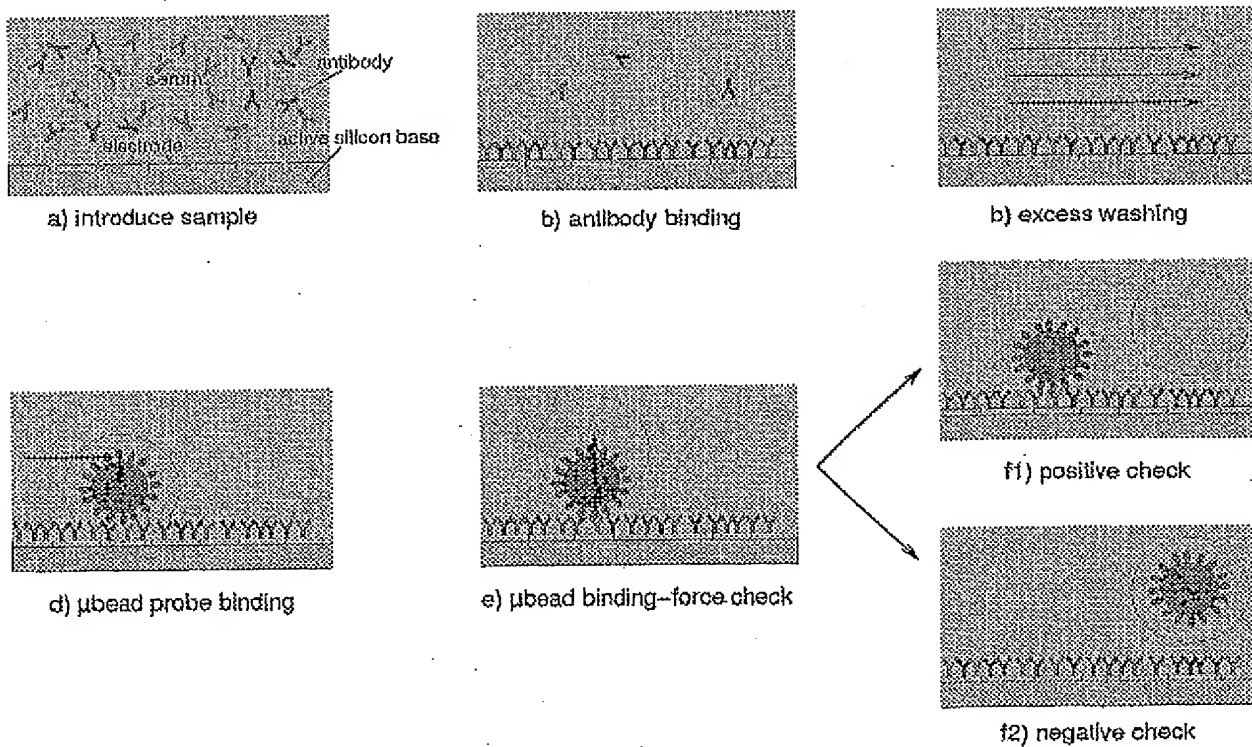 antibody
electrode
active silicon base
a) introduce sample
b) antibody binding
b) excess washing
d) μbead probe binding
e) μbead binding-force check
f1) positive check
f2) negative check